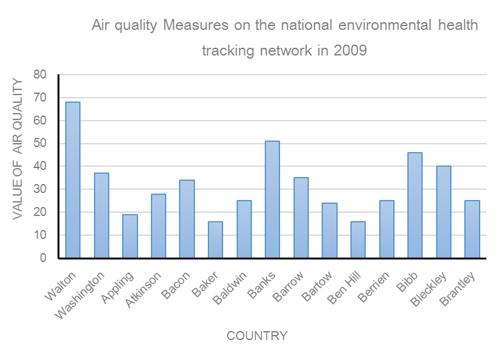 Air quality Measures on the national environmental health
tracking network in 2009
VALUE OF AIR QUALITY
80
70
60
50
40
30
20
10
0
Walton
Washington
Appling
Atkinson
Bacon
Baker
Baldwin
Banks
Barrow
Bartow
Ben Hill
Berrien
Bibb
Bleckley
Brantley
COUNTRY